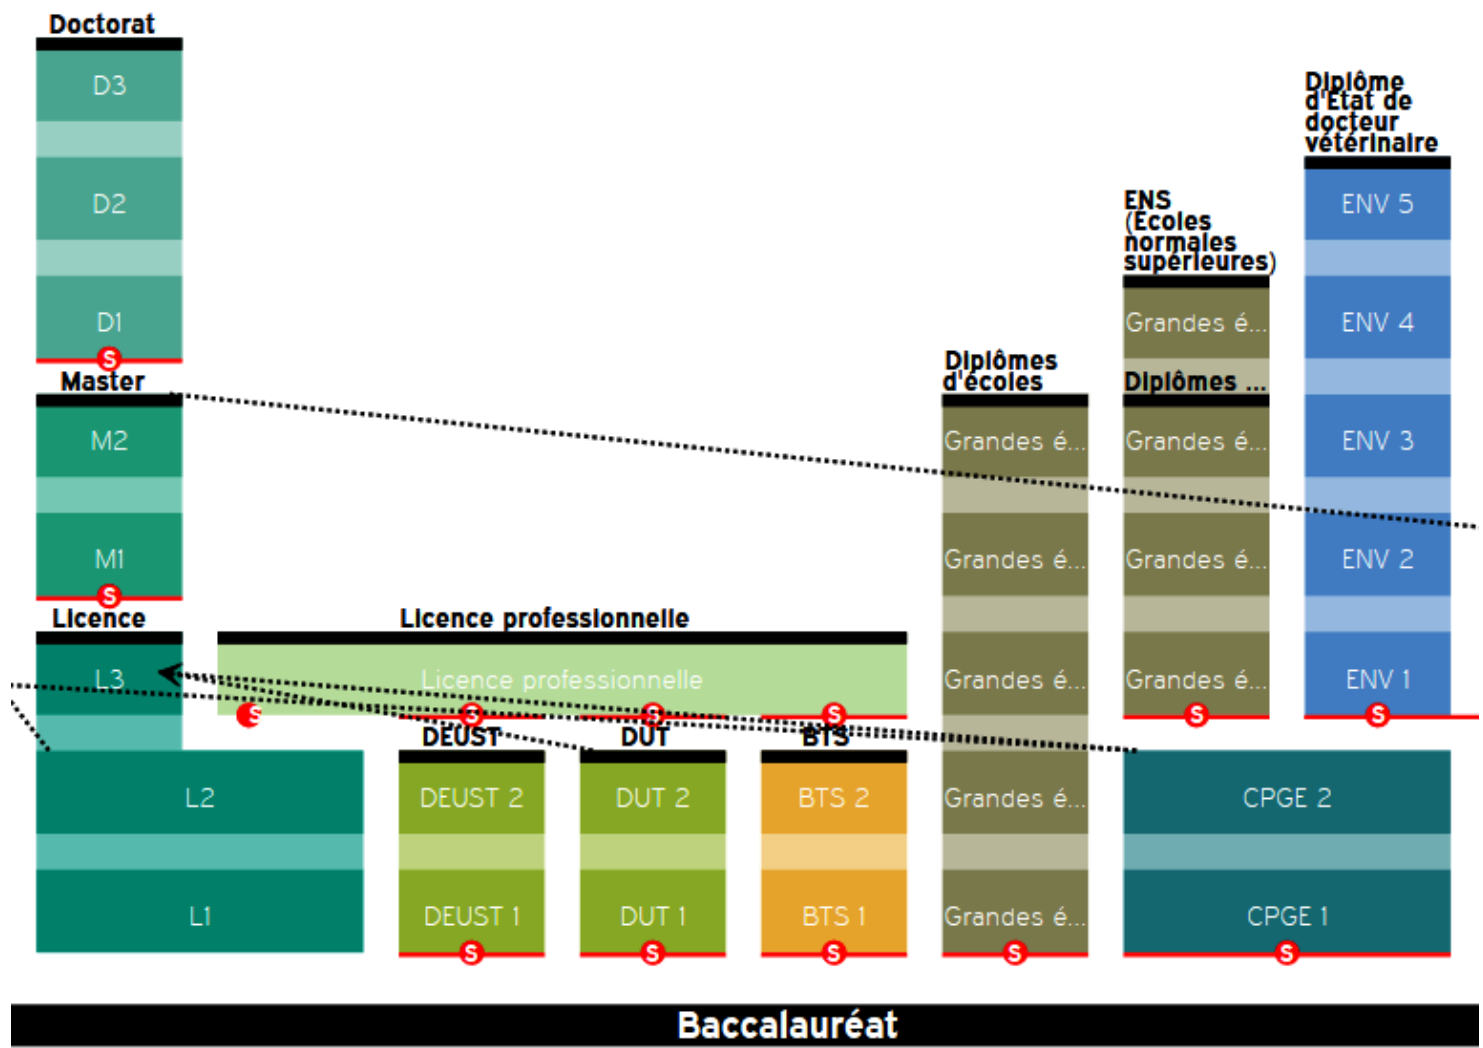 Doctorat
D3
D2
D1
S
Master
M2
M1
S
Licence
L3
L2
L1
Licence professionnelle
Licence professionnelle
S
S
S
S
DEUST
DEUST 2
DEUST 1
S
DUT
DUT 2
DUT 1
S
BTS
BTS 2
BTS 1
S
Diplômes
d'écoles
Grandes é...
Grandes é...
Grandes é...
Grandes é...
Grandes é...
S
ENS
(Écoles
normales
supérieures)
Grandes é...
Diplômes ...
Grandes é...
Grandes é...
Grandes é...
S
Diplôme
d'État de
docteur
vétérinaire
ENV 5
ENV 4
ENV 3
ENV 2
ENV 1
S
CPGE 2
CPGE 1
S
Baccalauréat